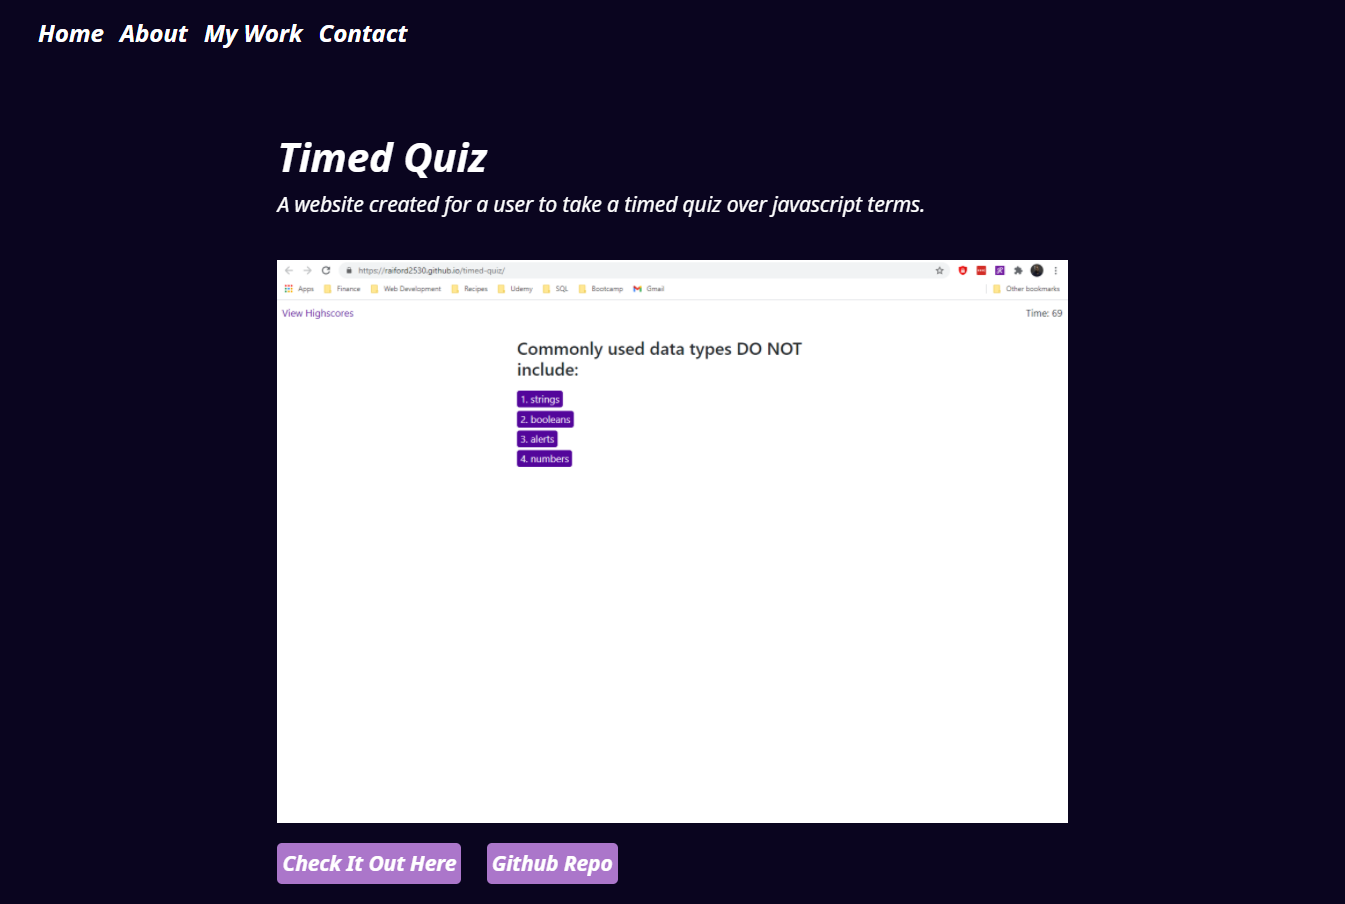 Home About My Work Contact
Timed Quiz
A website created for a user to take a timed quiz over javascript terms.
https://raiford2530.github.io/timed-quiz/
Apps Finance Web Development Recipes Udemy SQL Bootcamp Gmail Other bookmarks
View Highscores Time: 69
Commonly used data types DO NOT
include:
1. strings
2. booleans
3. alerts
4. numbers
Check It Out Here Github Repo